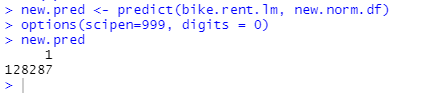 > new.pred <- predict(bike.rent.lm, new.norm.df)
> options(scipen=999, digits = 0)
> new.pred
     1
128287
>